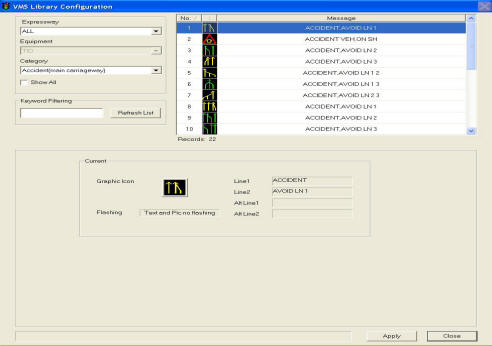 VMS Library Configuration
Expressway
ALL
Equipment
TID
Category
Accident(main carriageway)
Show All
Keyword Filtering
Refresh List
No. / Message
1 ACCIDENT,AVOID LN 1
2 ACCIDENT VEH,ON SH
3 ACCIDENT,AVOID LN 2
4 ACCIDENT,AVOID LN 3
5 ACCIDENT,AVOID LN 1 2
6 ACCIDENT,AVOID LN 1 3
7 ACCIDENT,AVOID LN 2 3
8 ACCIDENT,AVOID LN 1
9 ACCIDENT,AVOID LN 2
10 ACCIDENT,AVOID LN 3
Records: 22
Current
Graphic Icon
Line1 ACCIDENT
Line2 AVOID LN 1
Alt Line1
Flashing Text and Pic no flashing
Alt Line2
Apply Close